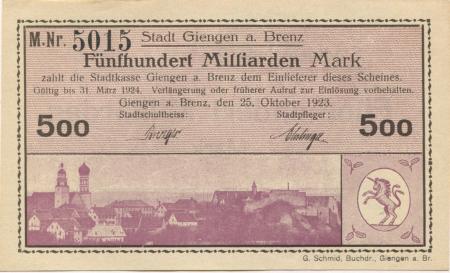 M.Nr. 5015 Stadt Giengen a. Brenz
Fünfhundert Milliarden Mark
zahlt die Stadtkasse Giengen a. Brenz dem Einlieferer dieses Scheines.
Gültig bis 31. März 1924. Verlängerung oder früherer Aufruf zur Einlösung vorbehalten.
Giengen a. Brenz, den 25. Oktober 1923.
Stadtschultheiss: Stadtpfleger:
500 500
G. Schmid, Buchdr., Giengen a. Br.